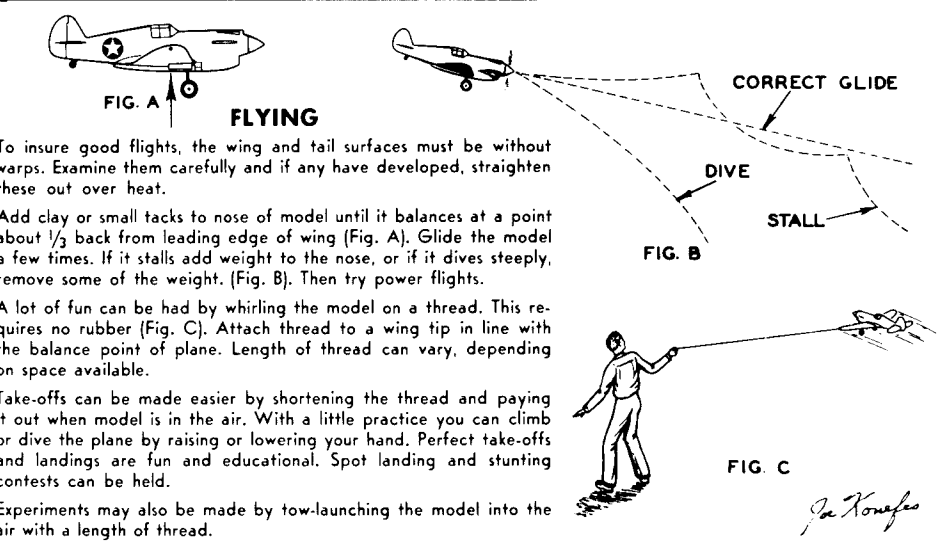 FIG. A
FLYING
To insure good flights, the wing and tail surfaces must be without
warps. Examine them carefully and if any have developed, straighten
these out over heat.
Add clay or small tacks to nose of model until it balances at a point
about 1/3 back from leading edge of wing (Fig. A). Glide the model
a few times. If it stalls add weight to the nose, or if it dives steeply,
remove some of the weight. (Fig. B). Then try power flights.
A lot of fun can be had by whirling the model on a thread. This re-
quires no rubber (Fig. C). Attach thread to a wing tip in line with
the balance point of plane. Length of thread can vary, depending
on space available.
Take-offs can be made easier by shortening the thread and paying
it out when model is in the air. With a little practice you can climb
or dive the plane by raising or lowering your hand. Perfect take-offs
and landings are fun and educational. Spot landing and stunting
contests can be held.
Experiments may also be made by tow-launching the model into the
air with a length of thread.
CORRECT GLIDE
DIVE
STALL
FIG. B
FIG. C
Joe Konefes